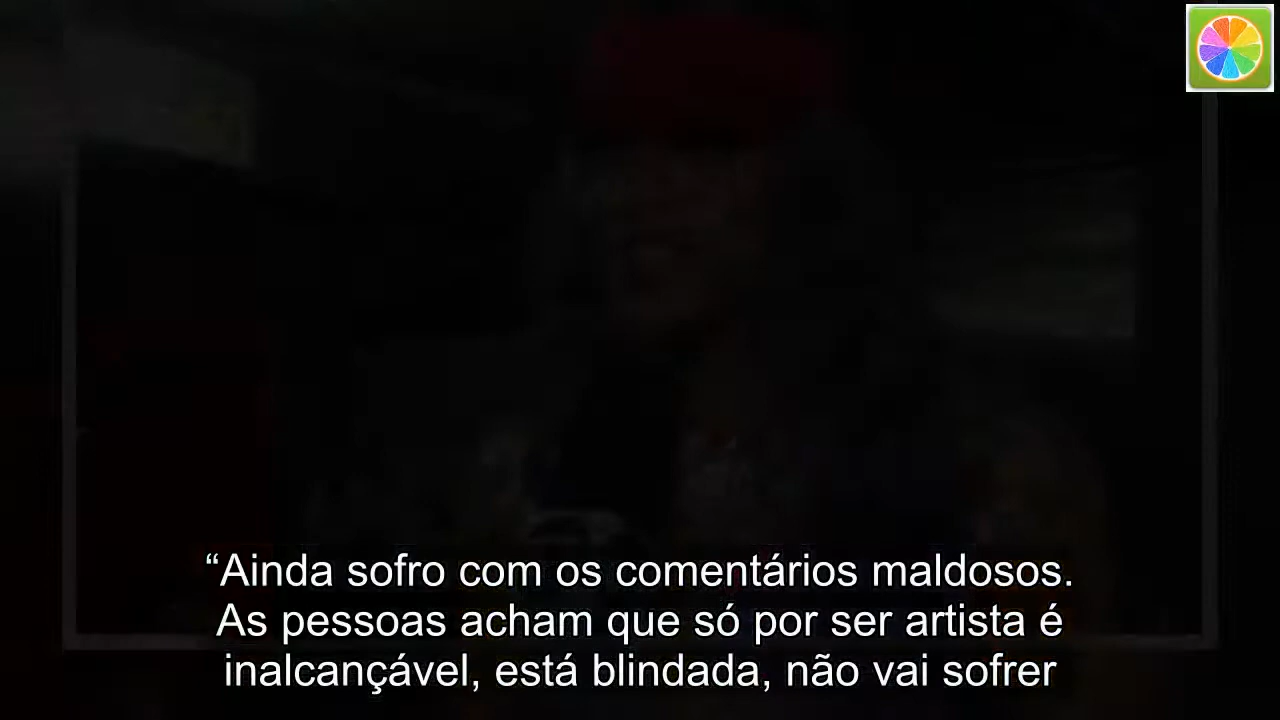 “Ainda sofro com os comentários maldosos.
As pessoas acham que só por ser artista é
inalcançável, está blindada, não vai sofrer